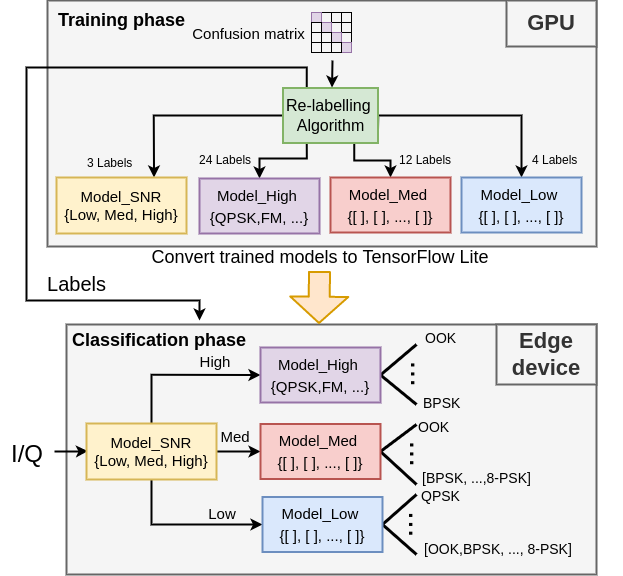 Training phase
GPU
Confusion matrix
Re-labelling
Algorithm
3 Labels
24 Labels
12 Labels
4 Labels
Model_SNR
{Low, Med, High}
Model_High
{QPSK,FM, ...}
Model_Med
{[ ], [ ], ..., [ ]}
Model_Low
{[ ], [ ], ..., [ ]}
Convert trained models to TensorFlow Lite
Labels
Classification phase
Edge
device
High
Model_High
{QPSK,FM, ...}
OOK
BPSK
I/Q
Model_SNR
{Low, Med, High}
Med
Model_Med
{[ ], [ ], ..., [ ]}
OOK
[BPSK, ...,8-PSK]
Low
Model_Low
{[ ], [ ], ..., [ ]}
QPSK
[OOK,BPSK, ..., 8-PSK]